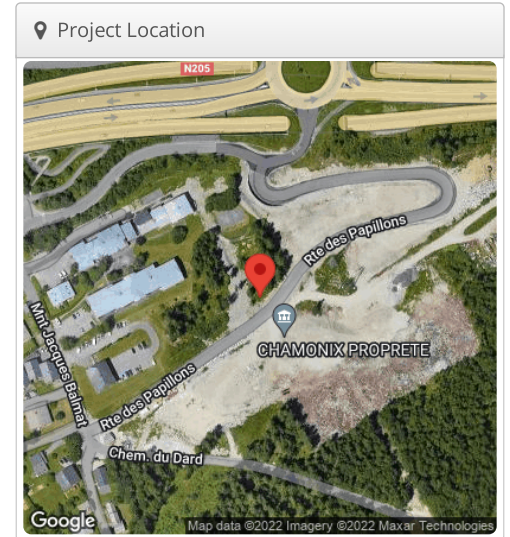 Project Location
N205
Rte des Papillons
CHAMONIX PROPRETE
Mnt Jacques Balmat
Rte des Papillons
Chem. du Dard
Google
Map data ©2022 Imagery ©2022 Maxar Technologies